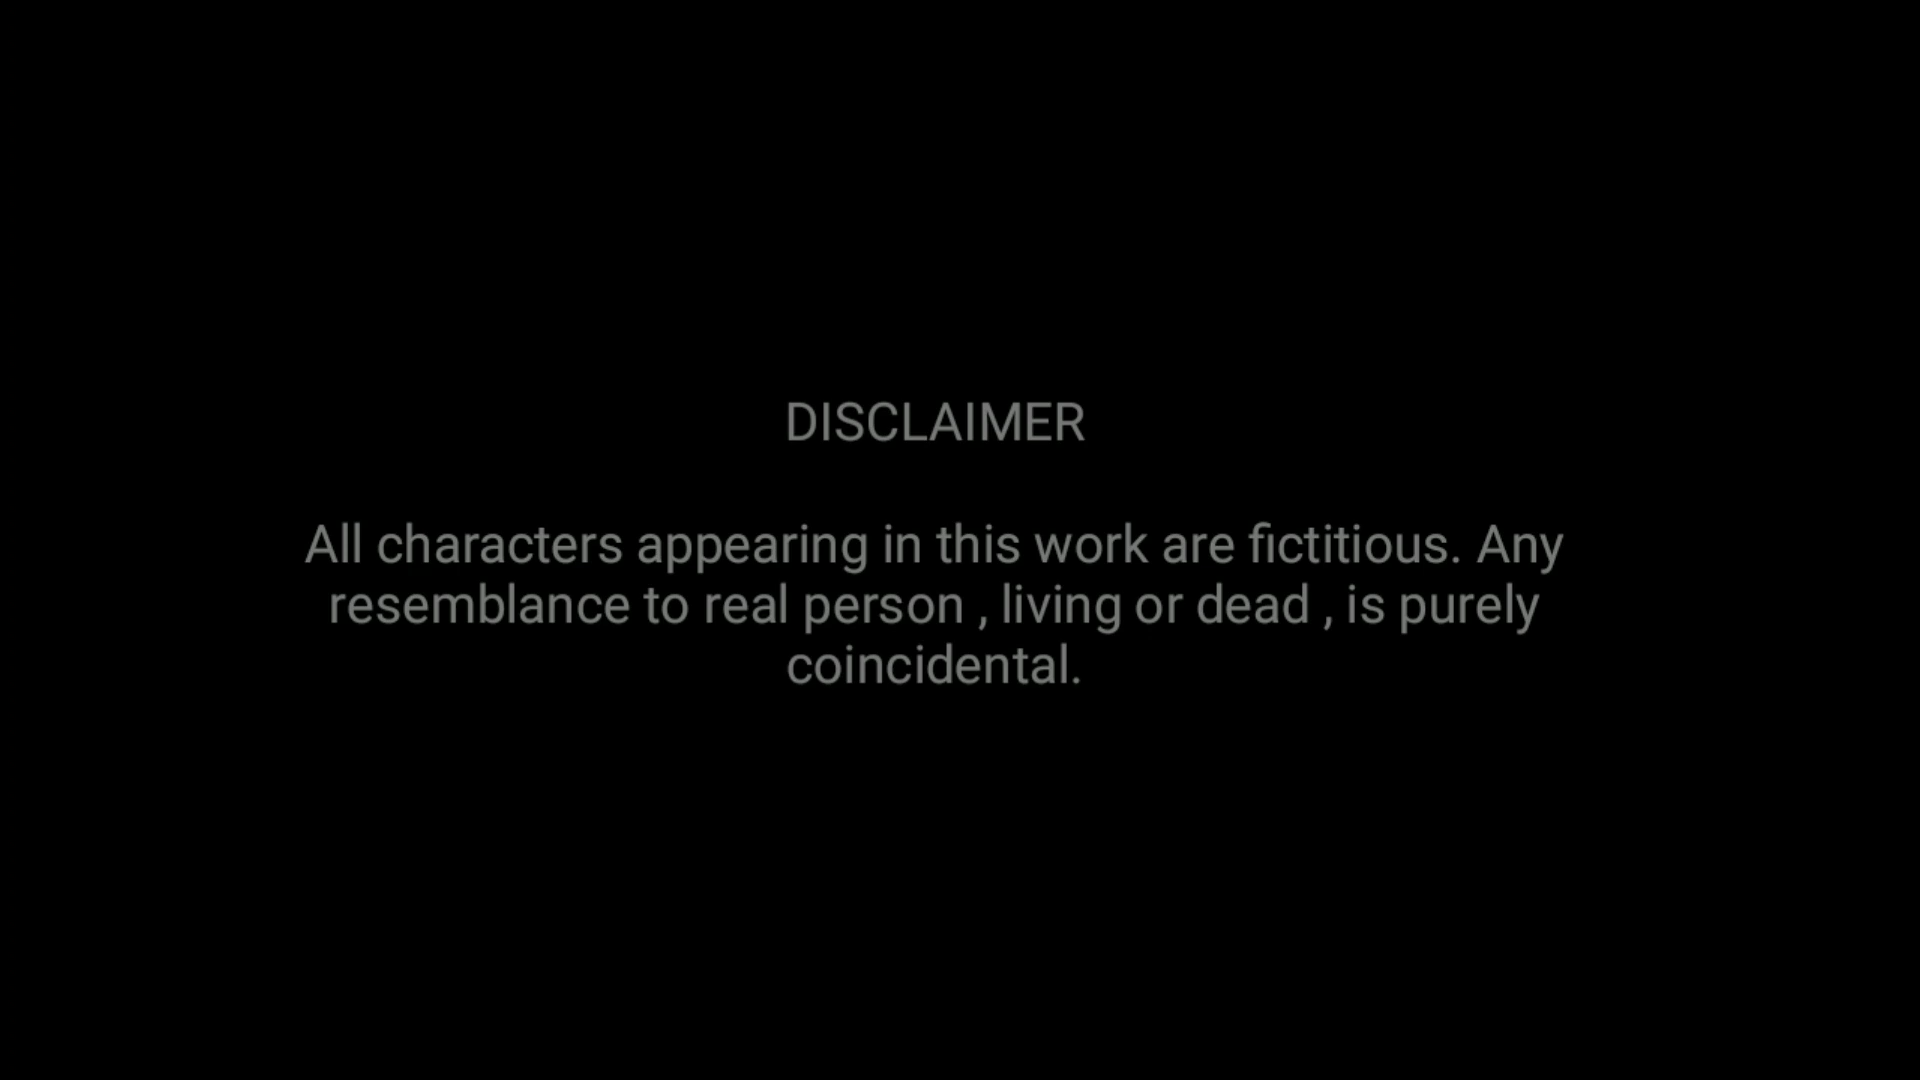 DISCLAIMER
All characters appearing in this work are fictitious. Any
resemblance to real person , living or dead , is purely
coincidental.